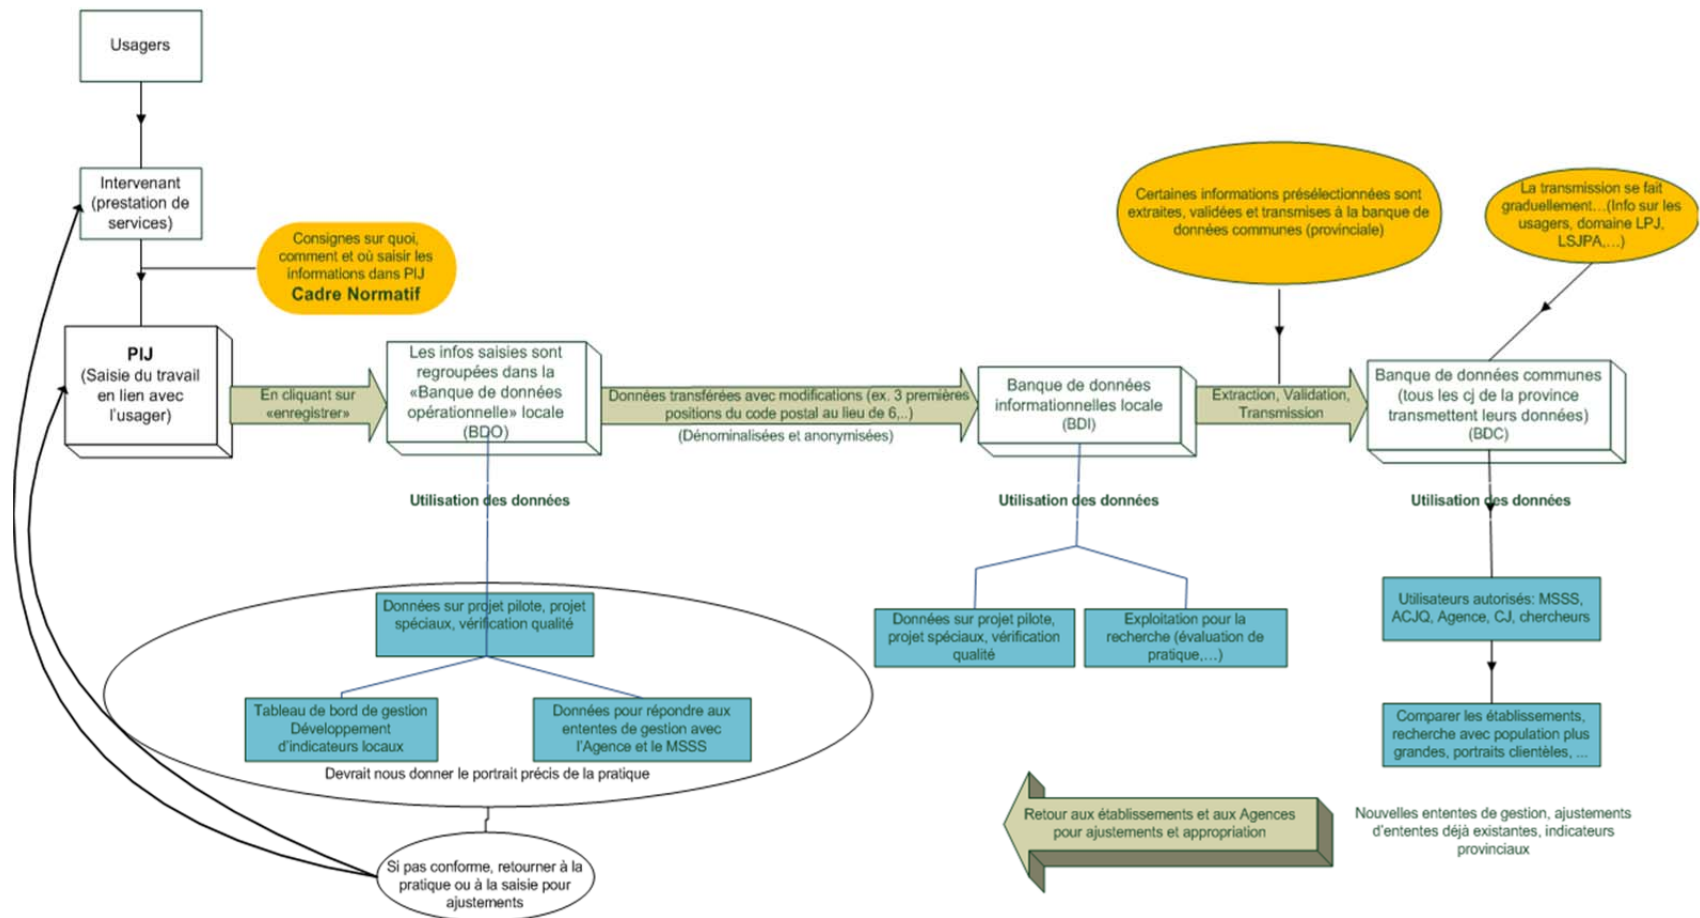 Usagers
Intervenant
(prestation de
services)
Consignes sur quoi,
comment et où saisir les
informations dans PIJ
Cadre Normatif
Certaines informations présélectionnées sont
extraites, validées et transmises à la banque de
données communes (provinciale)
La transmission se fait
graduellement…(Info sur les
usagers, domaine LPJ,
LSJPA,…)
PIJ
(Saisie du travail
en lien avec
l’usager)
En cliquant sur
«enregistrer»
Les infos saisies sont
regroupées dans la
«Banque de données
opérationnelle» locale
(BDO)
Données transférées avec modifications (ex. 3 premières
positions du code postal au lieu de 6,..)
(Dénominalisées et anonymisées)
Banque de données
informationnelles locale
(BDI)
Extraction, Validation,
Transmission
Banque de données communes
(tous les cj de la province
transmettent leurs données)
(BDC)
Utilisation des données
Utilisation des données
Utilisation des données
Données sur projet pilote, projet
spéciaux, vérification qualité
Tableau de bord de gestion
Développement
d’indicateurs locaux
Données pour répondre aux
ententes de gestion avec
l’Agence et le MSSS
Devrait nous donner le portrait précis de la pratique
Si pas conforme, retourner à la
pratique ou à la saisie pour
ajustements
Données sur projet pilote,
projet spéciaux, vérification
qualité
Exploitation pour la
recherche (évaluation de
pratique,…)
Utilisateurs autorisés: MSSS,
ACJQ, Agence, CJ, chercheurs
Comparer les établissements,
recherche avec population plus
grandes, portraits clientèles, ...
Retour aux établissements et aux Agences
pour ajustements et appropriation
Nouvelles ententes de gestion, ajustements
d’ententes déjà existantes, indicateurs
provinciaux